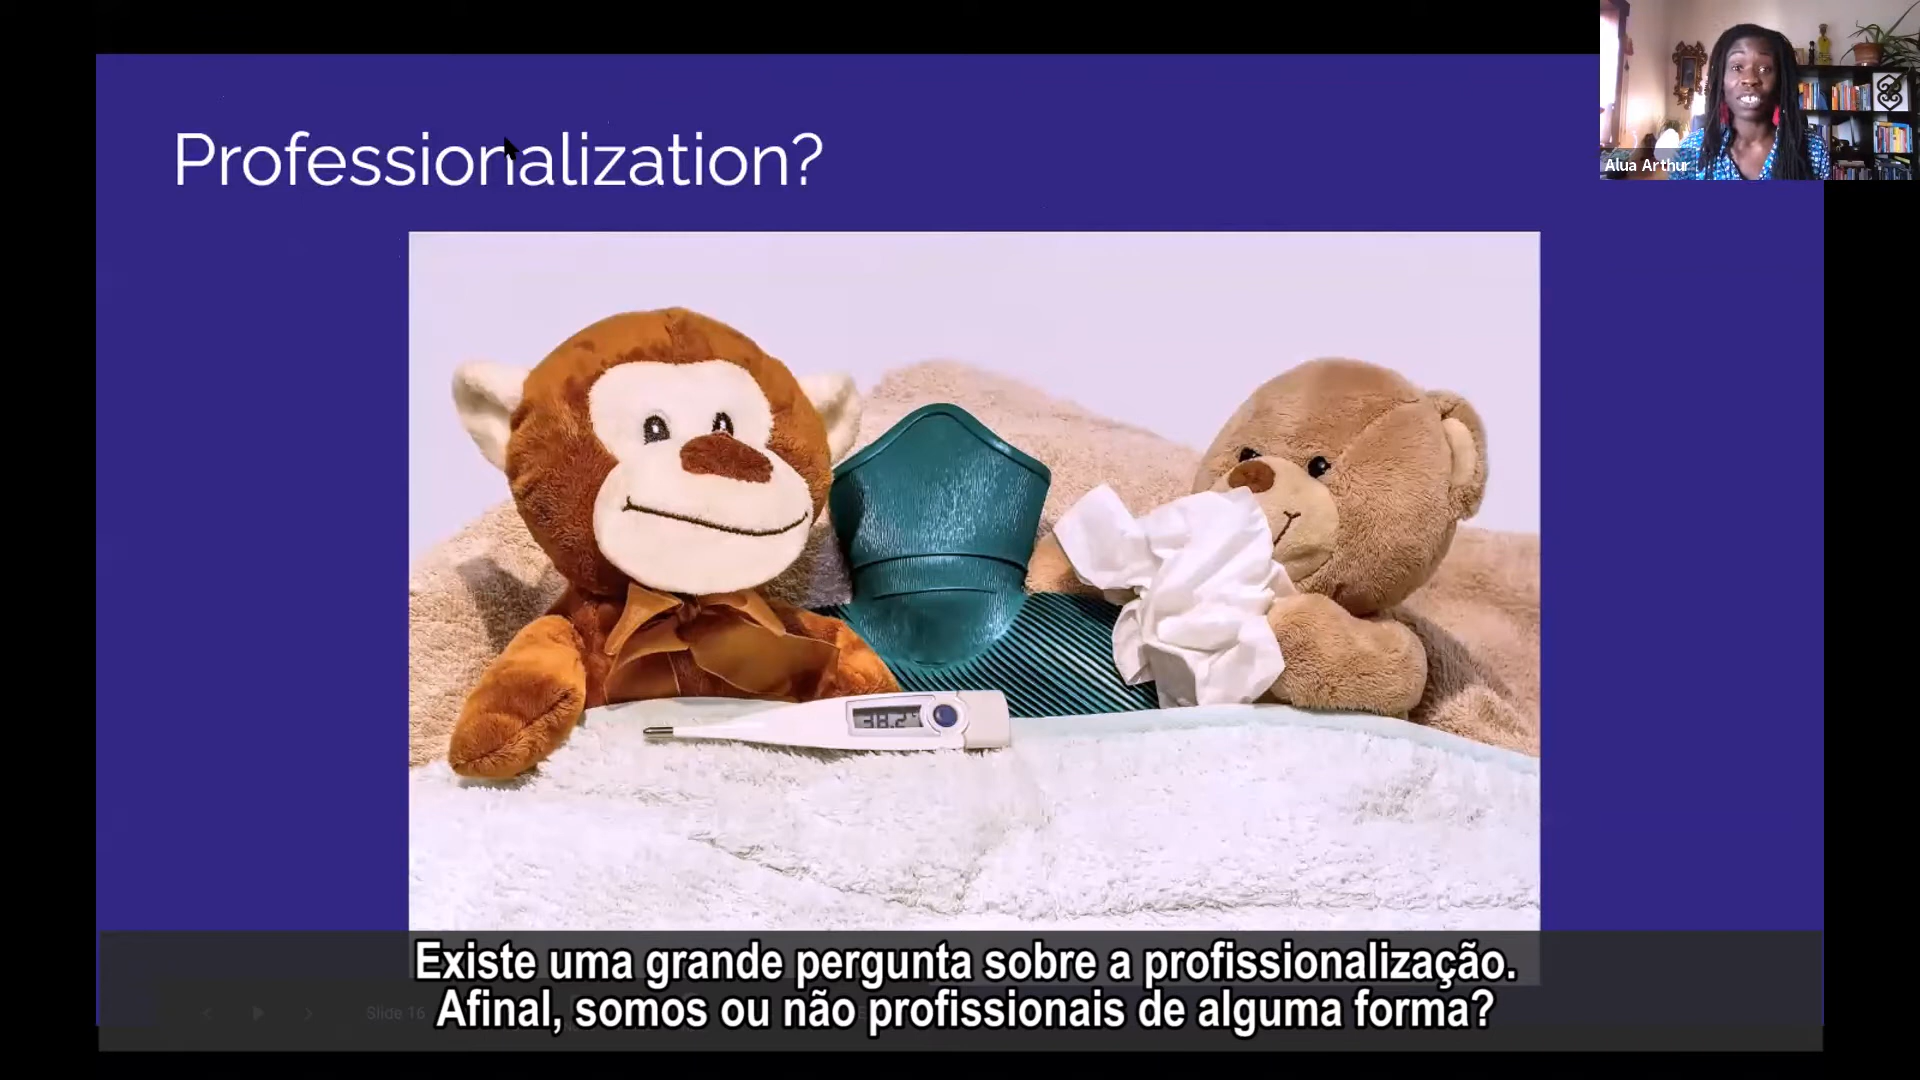 Professionalization?
Alua Arthur
38.2°
Slide 16
Existe uma grande pergunta sobre a profissionalização.
Afinal, somos ou não profissionais de alguma forma?